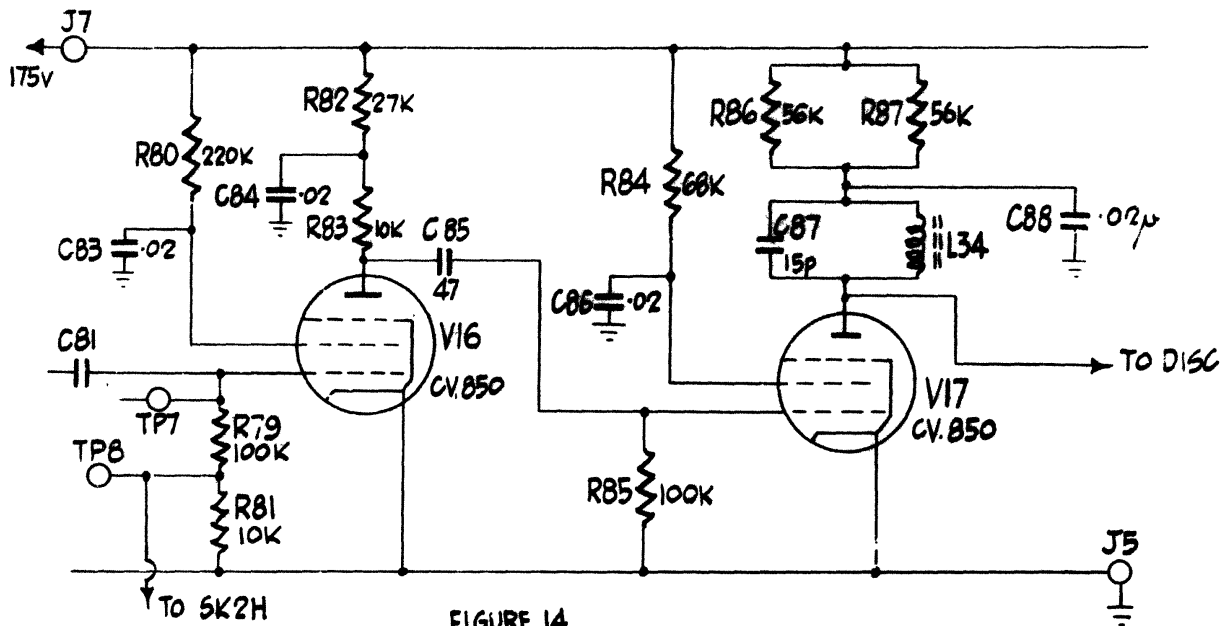 J7
175V
R80
220K
R82
27K
C84
.02
R83
10K
C83
.02
C85
47
C81
V16
CV.850
TP7
TP8
R79
100K
R81
10K
TO SK2H
R84
68K
R86
56K
R87
56K
C87
15p
L34
C88
.02µ
C86
.02
V17
CV.850
TO DISC
R85
100K
J5
FIGURE 14